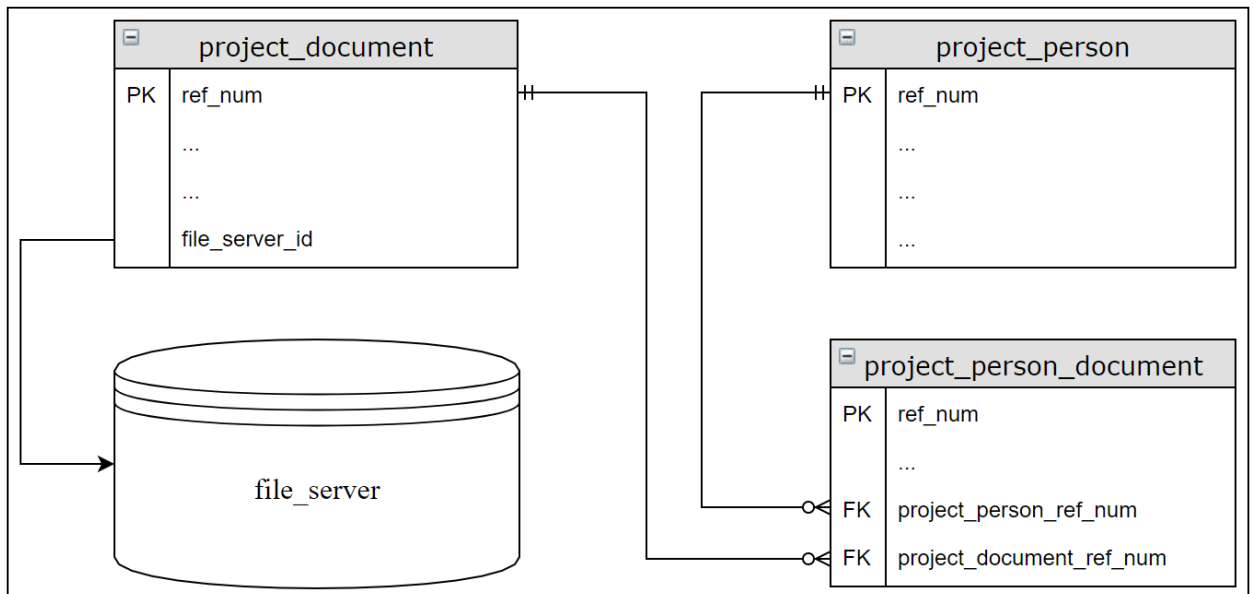 project_document
PK ref_num
...
...
file_server_id
project_person
PK ref_num
...
...
...
file_server
project_person_document
PK ref_num
...
FK project_person_ref_num
FK project_document_ref_num